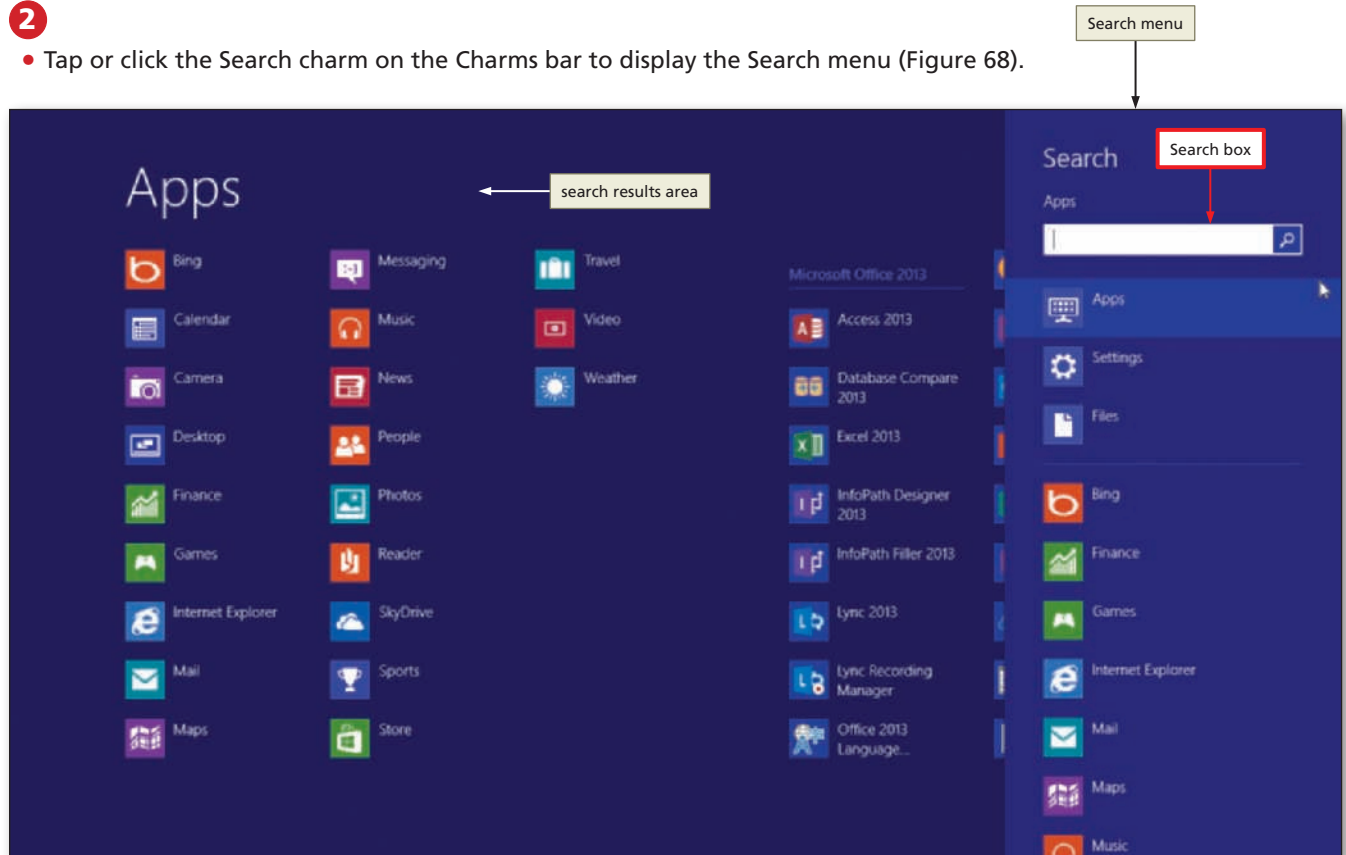 2
Search menu
• Tap or click the Search charm on the Charms bar to display the Search menu (Figure 68).
Apps
search results area
Bing
Calendar
Camera
Desktop
Finance
Games
Internet Explorer
Mail
Maps
Messaging
Music
News
People
Photos
Reader
SkyDrive
Sports
Store
Travel
Video
Weather
Microsoft Office 2013
Access 2013
Database Compare
2013
Excel 2013
InfoPath Designer
2013
InfoPath Filler 2013
Lync 2013
Lync Recording
Manager
Office 2013
Language...
Search
Search box
Apps
Apps
Settings
Files
Bing
Finance
Games
Internet Explorer
Mail
Maps
Music